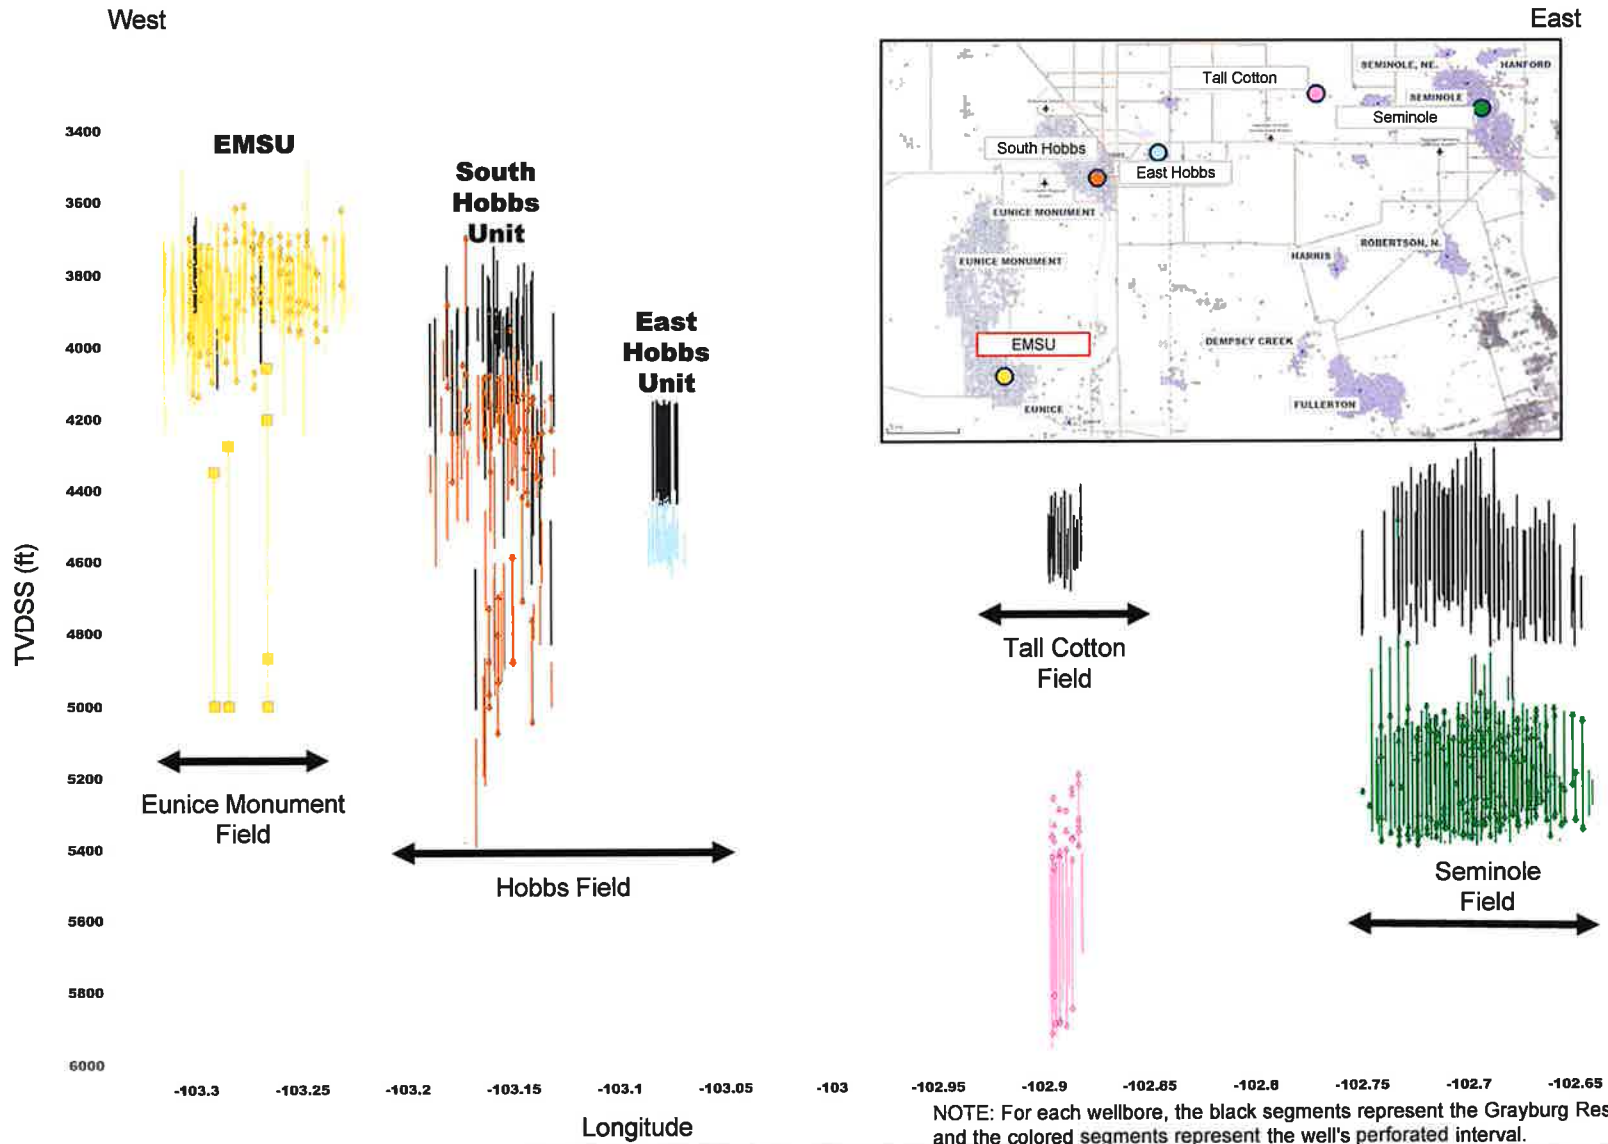 West
East
EMSU
South
Hobbs
Unit
East
Hobbs
Unit
Tall Cotton
SEMINOLE, NE.
HANFORD
SEMINOLE
Seminole
South Hobbs
East Hobbs
EUNICE MONUMENT
EUNICE MONUMENT
HARRIS
ROBERTSON, N.
EMSU
DEMPSEY CREEK
FULLERTON
EUNICE
TVDSS (ft)
3400
3600
3800
4000
4200
4400
4600
4800
5000
5200
5400
5600
5800
6000
Eunice Monument
Field
Hobbs Field
Tall Cotton
Field
Seminole
Field
-103.3
-103.25
-103.2
-103.15
-103.1
-103.05
-103
-102.95
-102.9
-102.85
-102.8
-102.75
-102.7
-102.65
Longitude
NOTE: For each wellbore, the black segments represent the Grayburg Res
and the colored segments represent the well's perforated interval.